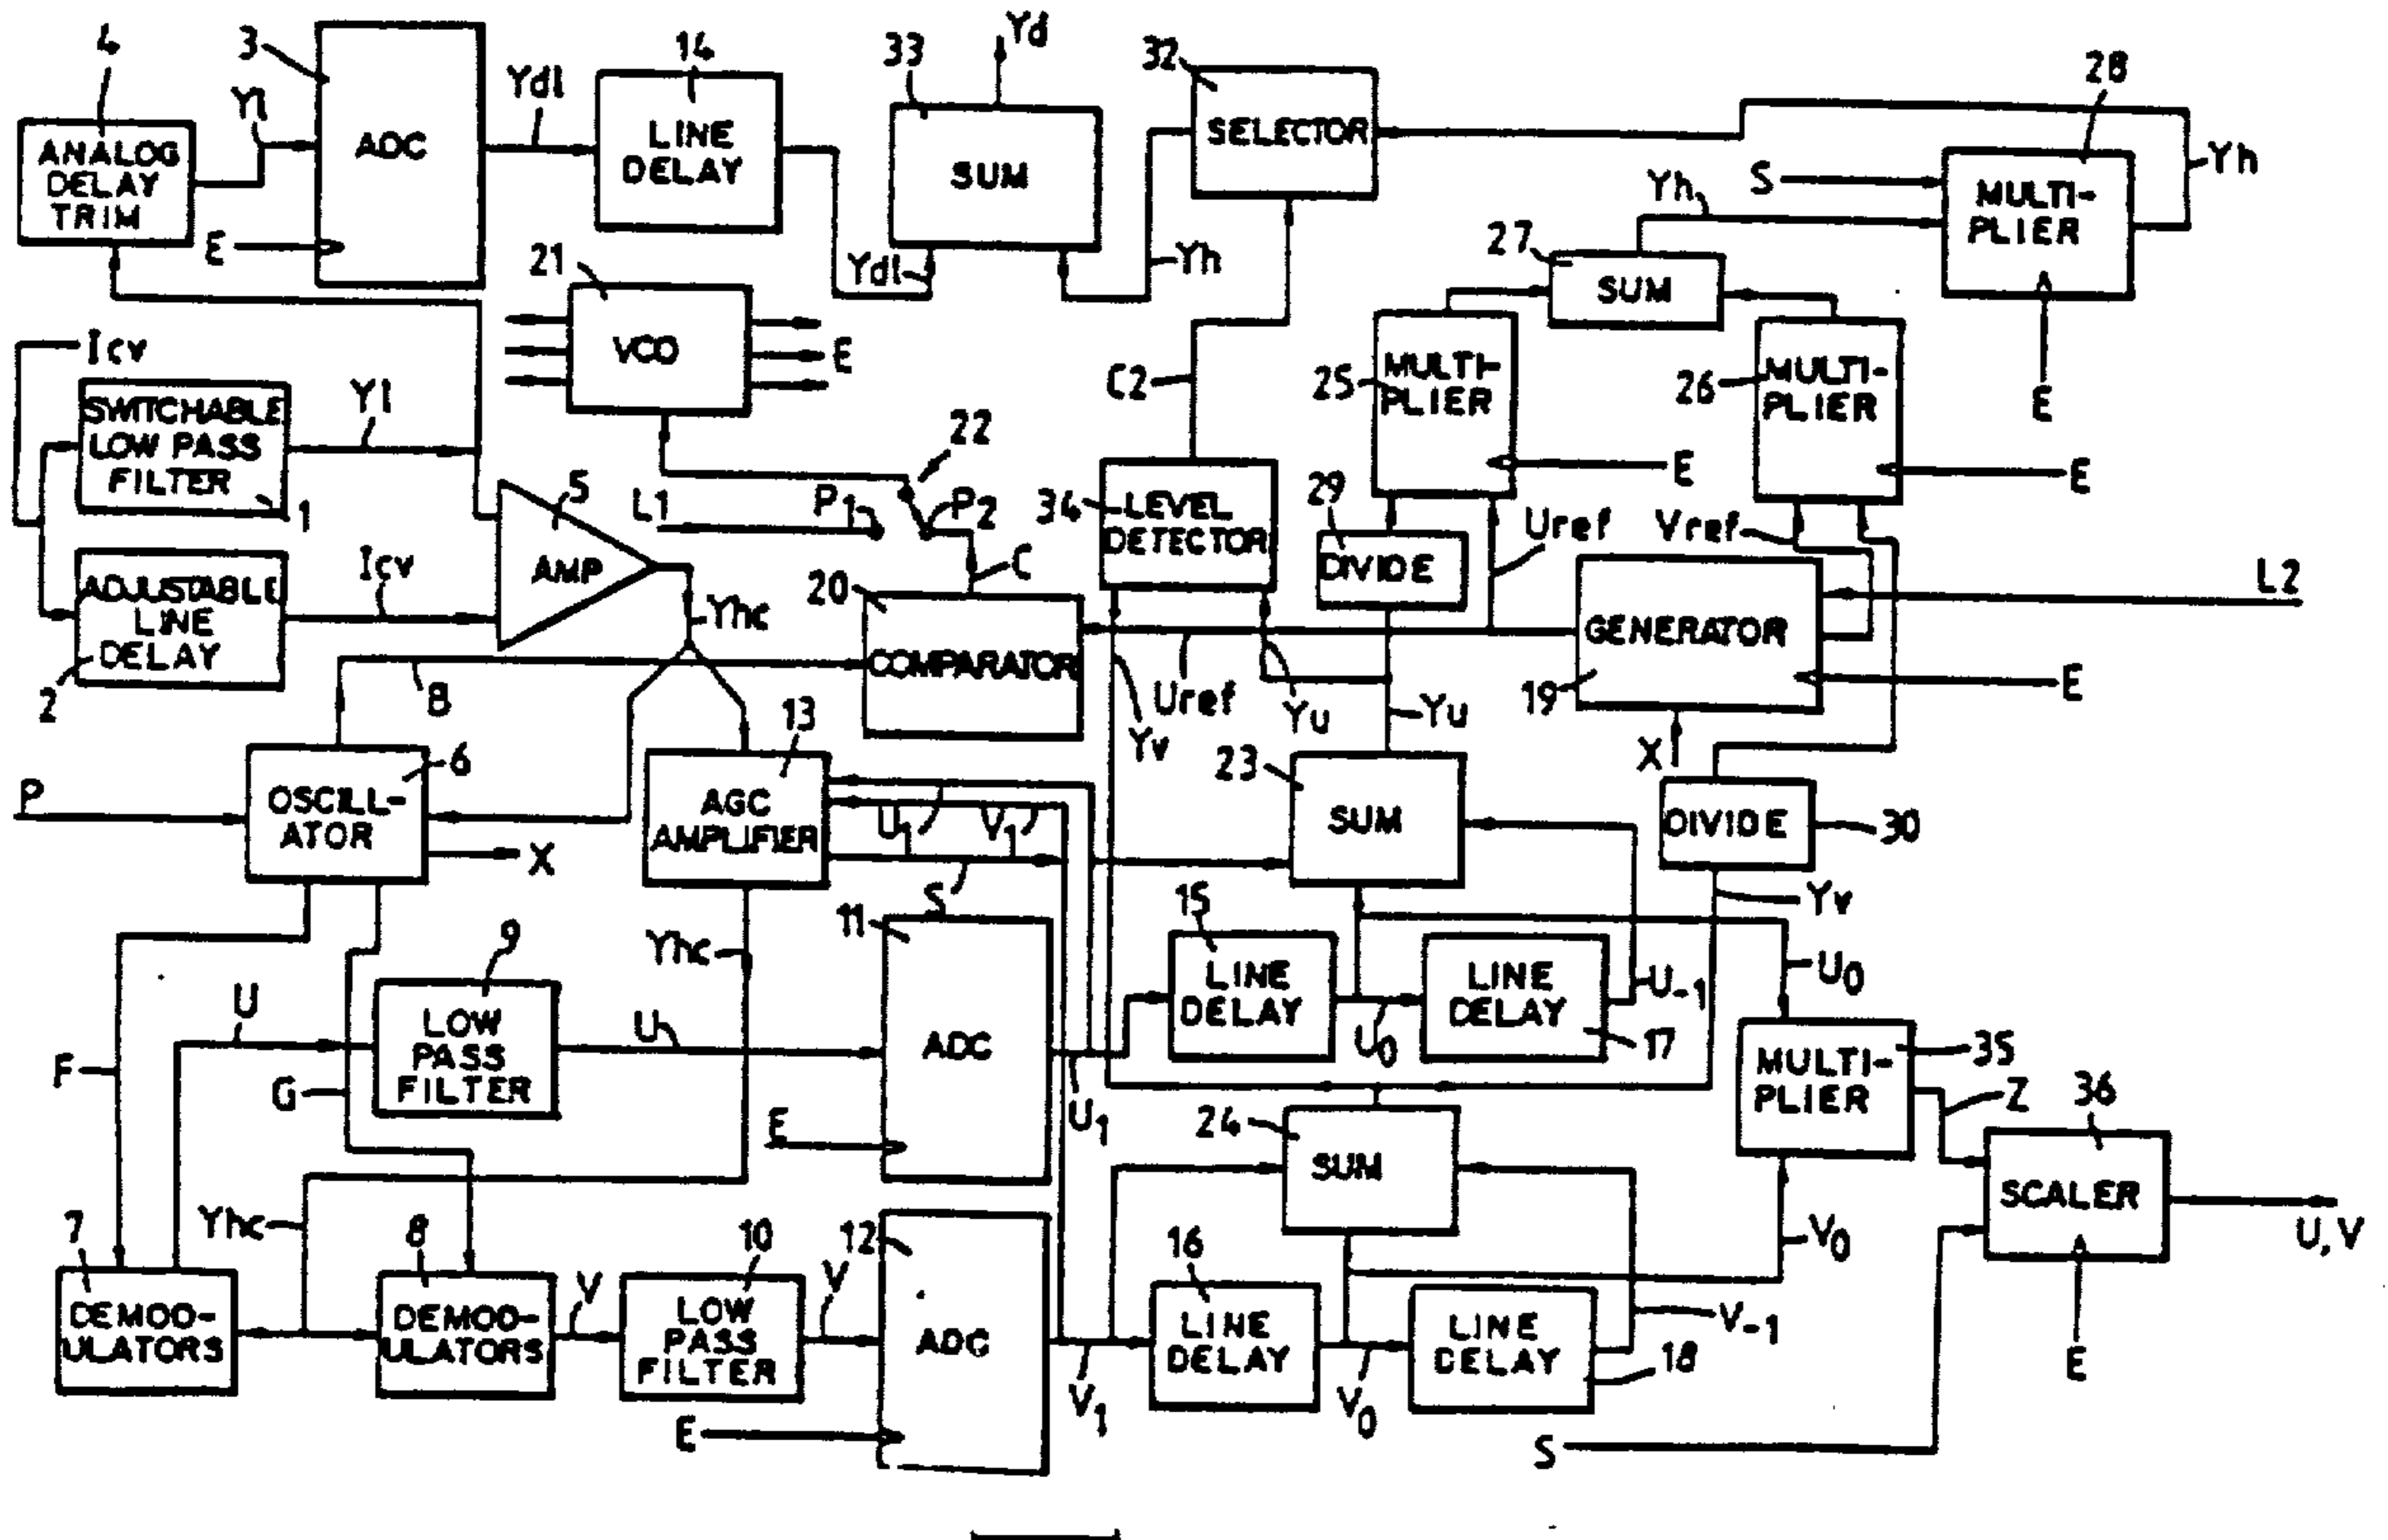 4
3
14
33
Yd
32
28
Yl
ADC
Ydl
LINE
DELAY
SUM
SELECTOR
ANALOG
DELAY
TRIM
Yh
S
MULTI-
PLIER
Yh
E
21
Ydl
Yh
27
SUM
Icv
VCO
E
C2
25
MULTI-
PLIER
26
MULTI-
PLIER
E
SWITCHABLE
LOW PASS
FILTER
1
Yl
22
5
L1
P1
P2
34
LEVEL
DETECTOR
29
DIVIDE
E
E
Uref
Vref
ADJUSTABLE
LINE
DELAY
2
Icv
AMP
Yhc
20
C
COMPARATOR
GENERATOR
19
L2
E
B
Uref
Yu
Yu
Yv
X
13
6
23
P
OSCILL-
ATOR
X
AGC
AMPLIFIER
U1
V1
S
SUM
DIVIDE
30
Yv
9
Yhc
11
15
LINE
DELAY
U0
LINE
DELAY
17
U-1
U0
U
F
G
LOW
PASS
FILTER
U
ADC
E
U1
MULTI-
PLIER
35
Z
36
24
SUM
SCALER
U, V
Yhc
7
8
10
12
16
V0
DEMOD-
ULATORS
DEMOD-
ULATORS
V
LOW
PASS
FILTER
V
ADC
E
V1
LINE
DELAY
V0
LINE
DELAY
18
V-1
E
S